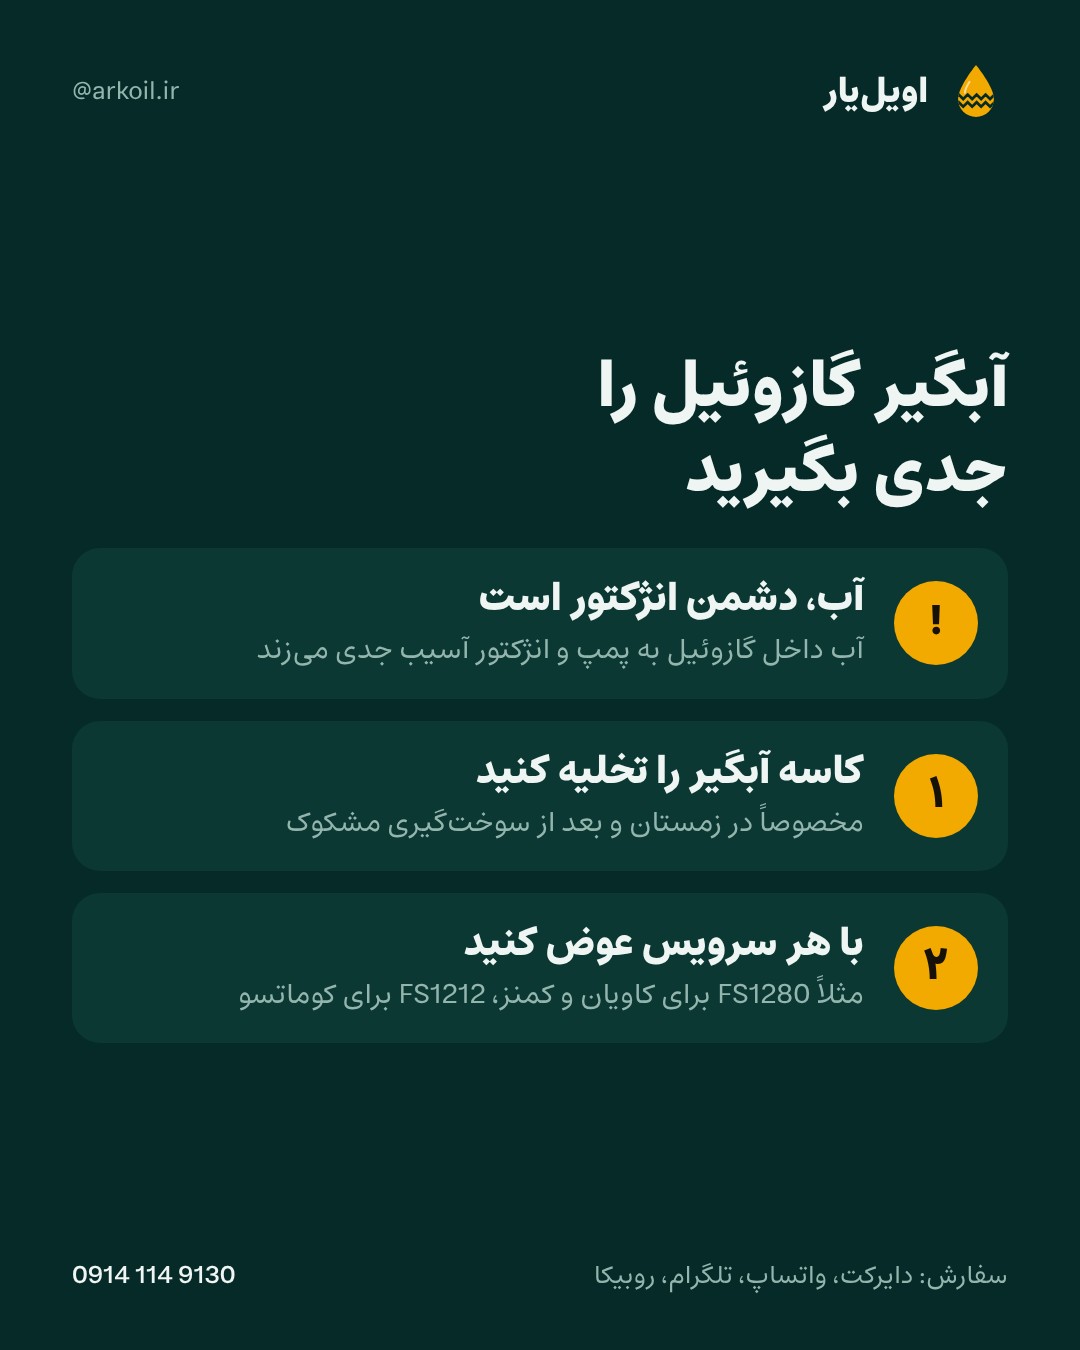 اویل‌یار
@arkoil.ir
آبگیر گازوئیل را
جدی بگیرید
!
آب، دشمن انژکتور است
آب داخل گازوئیل به پمپ و انژکتور آسیب جدی می‌زند
۱
کاسه آبگیر را تخلیه کنید
مخصوصاً در زمستان و بعد از سوخت‌گیری مشکوک
۲
با هر سرویس عوض کنید
مثلاً FS1280 برای کاویان و کمنز، FS1212 برای کوماتسو
سفارش: دایرکت، واتساپ، تلگرام، روبیکا
0914 114 9130